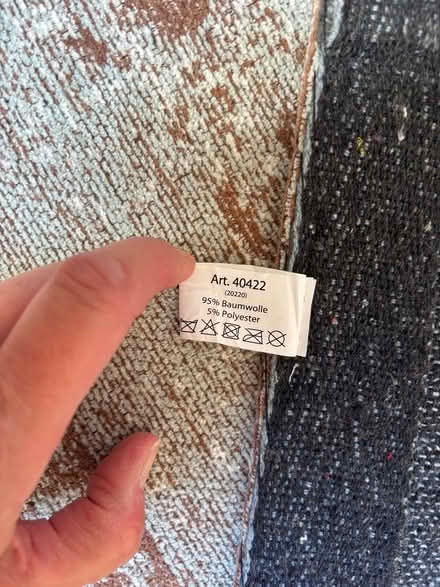 Art. 40422
(20220)
95% Baumwolle
5% Polyester